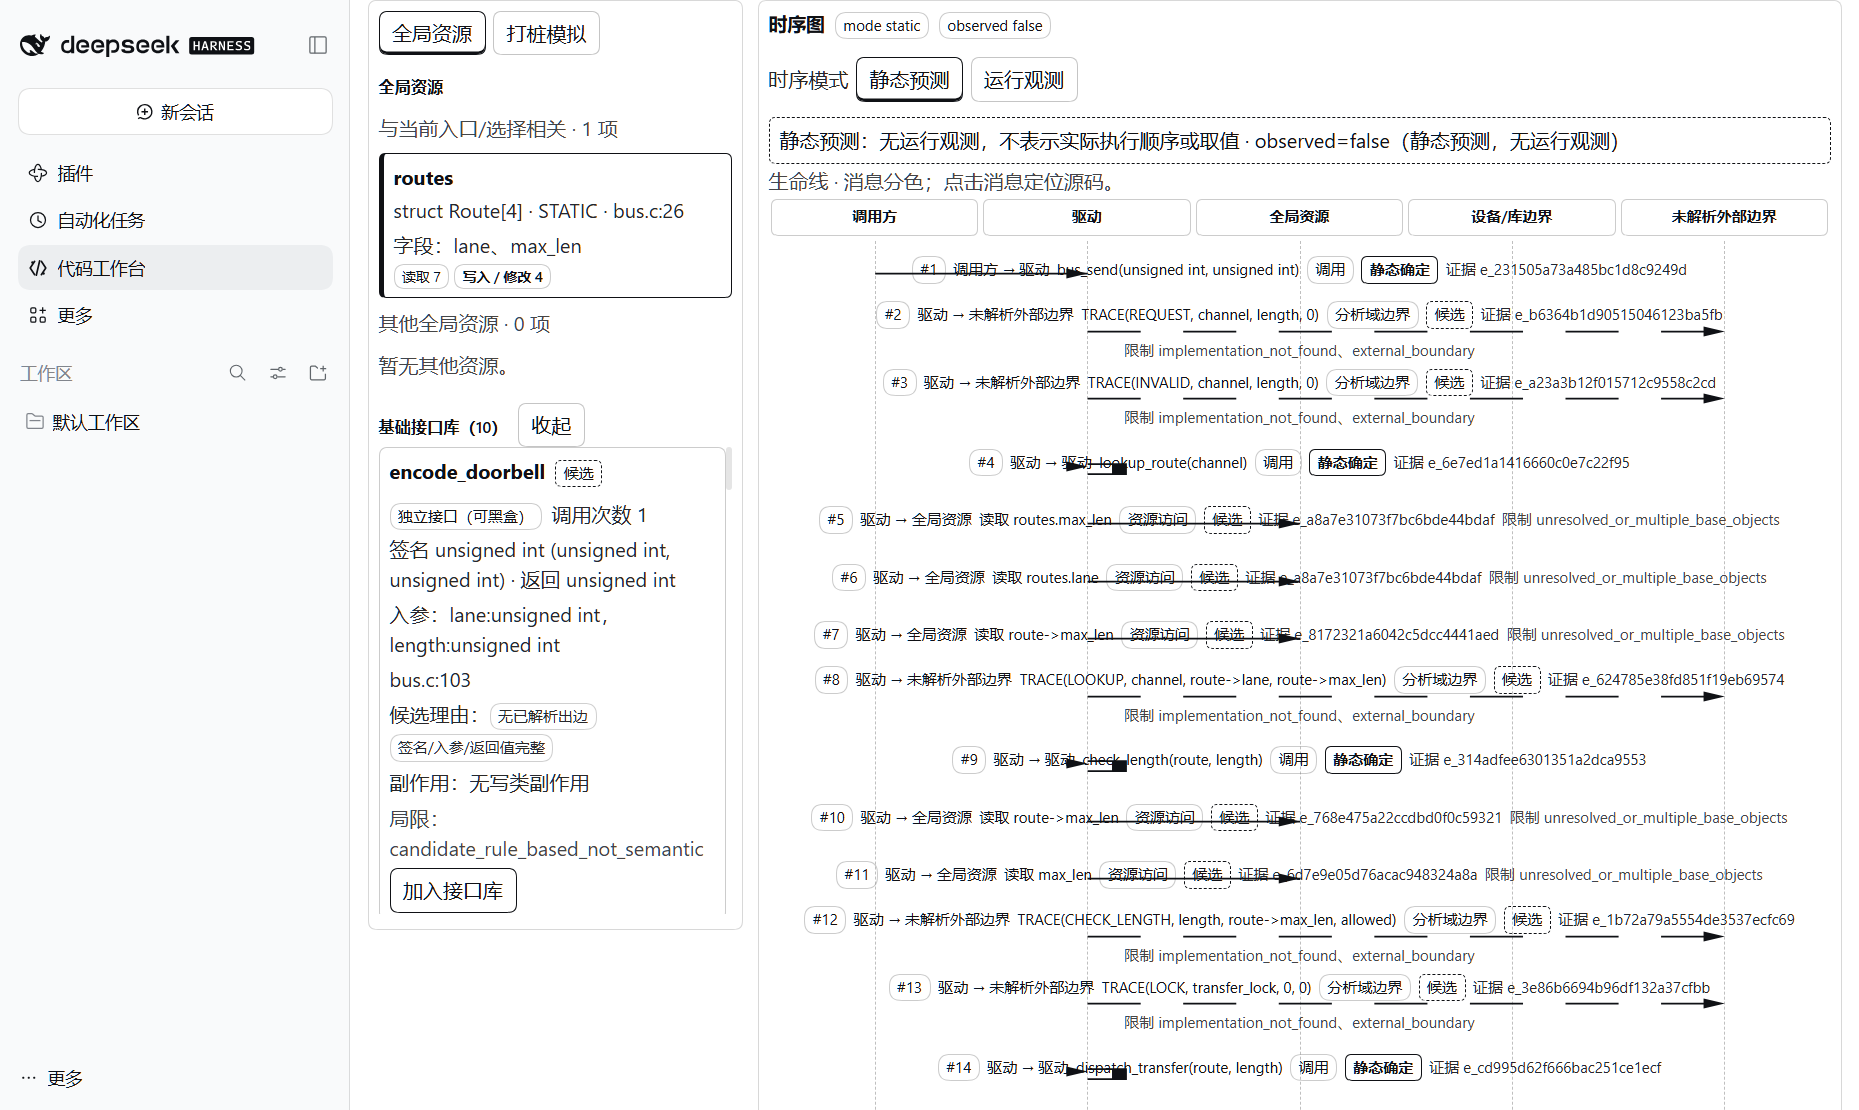 deepseek HARNESS
新会话
插件
自动化任务
代码工作台
更多
工作区
默认工作区
更多
全局资源
打桩模拟
全局资源
与当前入口/选择相关 · 1 项
routes
struct Route[4] · STATIC · bus.c:26
字段：lane、max_len
读取 7
写入 / 修改 4
其他全局资源 · 0 项
暂无其他资源。
基础接口库（10）
收起
encode_doorbell 候选
独立接口（可黑盒） 调用次数 1
签名 unsigned int (unsigned int,
unsigned int) · 返回 unsigned int
入参：lane:unsigned int，
length:unsigned int
bus.c:103
候选理由： 无已解析出边
签名/入参/返回值完整
副作用：无写类副作用
局限：
candidate_rule_based_not_semantic
加入接口库
时序图 mode static observed false
时序模式 静态预测 运行观测
静态预测：无运行观测，不表示实际执行顺序或取值 · observed=false（静态预测，无运行观测）
生命线 · 消息分色；点击消息定位源码。
调用方 驱动 全局资源 设备/库边界 未解析外部边界
#1 调用方 → 驱动 bus_send(unsigned int, unsigned int) 调用 静态确定 证据 e_231505a73a485bc1d8c9249d
#2 驱动 → 未解析外部边界 TRACE(REQUEST, channel, length, 0) 分析域边界 候选 证据 e_b6364b1d90515046123ba5fb
限制 implementation_not_found、external_boundary
#3 驱动 → 未解析外部边界 TRACE(INVALID, channel, length, 0) 分析域边界 候选 证据 e_a23a3b12f015712c9558c2cd
限制 implementation_not_found、external_boundary
#4 驱动 → 驱动 lookup_route(channel) 调用 静态确定 证据 e_6e7ed1a1416660c0e7c22f95
#5 驱动 → 全局资源 读取 routes.max_len 资源访问 候选 证据 e_a8a7e31073f7bc6bde44bdaf 限制 unresolved_or_multiple_base_objects
#6 驱动 → 全局资源 读取 routes.lane 资源访问 候选 证据 e_a8a7e31073f7bc6bde44bdaf 限制 unresolved_or_multiple_base_objects
#7 驱动 → 全局资源 读取 route->max_len 资源访问 候选 证据 e_8172321a6042c5dcc4441aed 限制 unresolved_or_multiple_base_objects
#8 驱动 → 未解析外部边界 TRACE(LOOKUP, channel, route->lane, route->max_len) 分析域边界 候选 证据 e_624785e38fd851f19eb69574
限制 implementation_not_found、external_boundary
#9 驱动 → 驱动 check_length(route, length) 调用 静态确定 证据 e_314adfee6301351a2dca9553
#10 驱动 → 全局资源 读取 route->max_len 资源访问 候选 证据 e_768e475a22ccdbd0f0c59321 限制 unresolved_or_multiple_base_objects
#11 驱动 → 全局资源 读取 max_len 资源访问 候选 证据 e_6d7e9e05d76acac948324a8a 限制 unresolved_or_multiple_base_objects
#12 驱动 → 未解析外部边界 TRACE(CHECK_LENGTH, length, route->max_len, allowed) 分析域边界 候选 证据 e_1b72a79a5554de3537ecfc69
限制 implementation_not_found、external_boundary
#13 驱动 → 未解析外部边界 TRACE(LOCK, transfer_lock, 0, 0) 分析域边界 候选 证据 e_3e86b6694b96df132a37cfbb
限制 implementation_not_found、external_boundary
#14 驱动 → 驱动 dispatch_transfer(route, length) 调用 静态确定 证据 e_cd995d62f666bac251ce1ecf